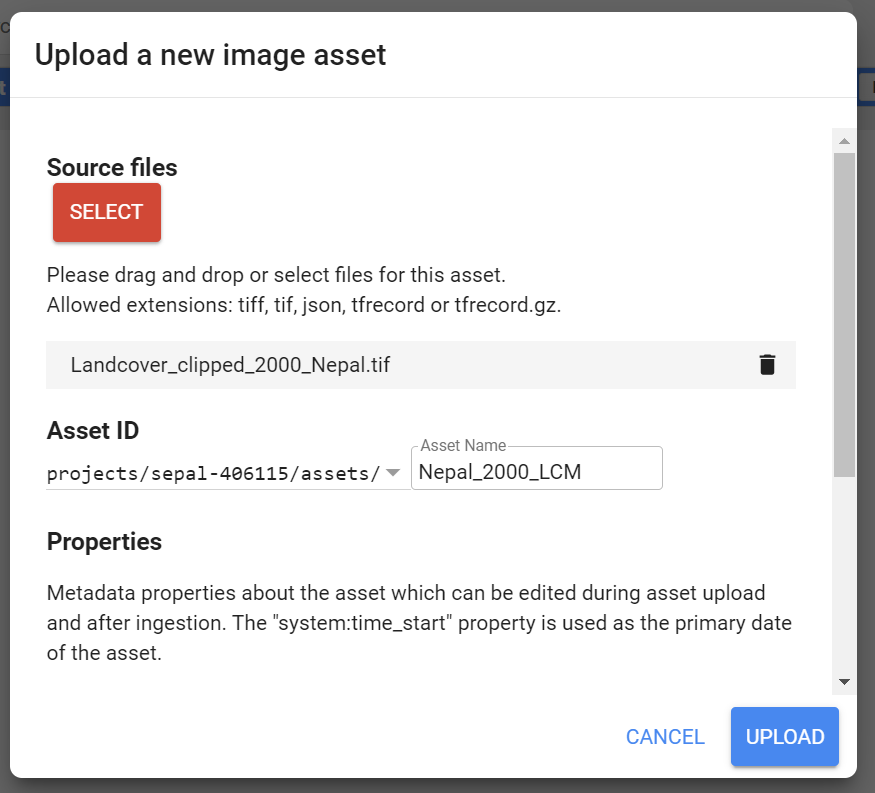 Upload a new image asset
Source files
SELECT
Please drag and drop or select files for this asset.
Allowed extensions: tiff, tif, json, tfrecord or tfrecord.gz.
Landcover_clipped_2000_Nepal.tif
Asset ID
Asset Name
projects/sepal-406115/assets/ Nepal_2000_LCM
Properties
Metadata properties about the asset which can be edited during asset upload
and after ingestion. The "system:time_start" property is used as the primary date
of the asset.
CANCEL UPLOAD